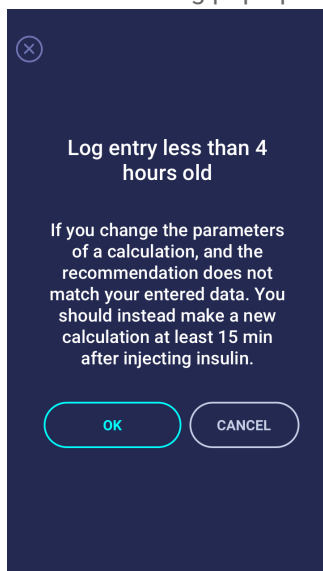 Log entry less than 4
hours old
If you change the parameters
of a calculation, and the
recommendation does not
match your entered data. You
should instead make a new
calculation at least 15 min
after injecting insulin.
OK
CANCEL